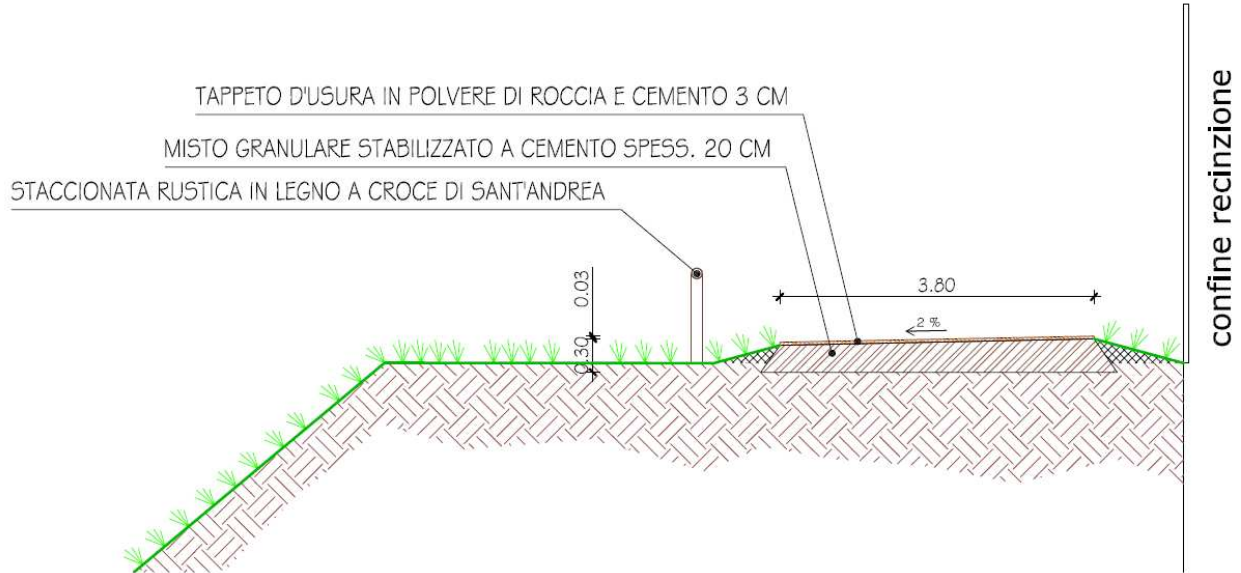 TAPPETO D'USURA IN POLVERE DI ROCCIA E CEMENTO 3 CM
MISTO GRANULARE STABILIZZATO A CEMENTO SPESS. 20 CM
STACCIONATA RUSTICA IN LEGNO A CROCE DI SANT'ANDREA
0.03
0.30
3.80
2 %
confine recinzione